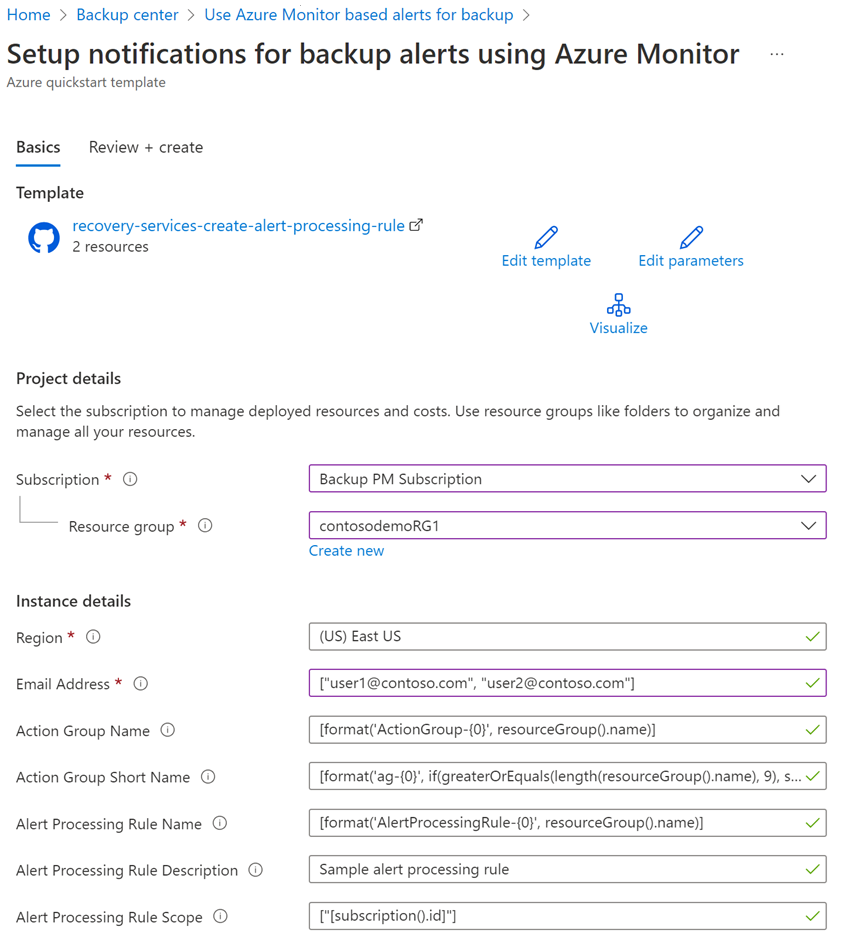 Home > Backup center > Use Azure Monitor based alerts for backup >
Setup notifications for backup alerts using Azure Monitor ...
Azure quickstart template
Basics Review + create
Template
recovery-services-create-alert-processing-rule
2 resources
Edit template Edit parameters
Visualize
Project details
Select the subscription to manage deployed resources and costs. Use resource groups like folders to organize and
manage all your resources.
Subscription * Backup PM Subscription
Resource group * contosodemoRG1
Create new
Instance details
Region * (US) East US
Email Address * ["user1@contoso.com", "user2@contoso.com"]
Action Group Name [format('ActionGroup-{0}', resourceGroup().name)]
Action Group Short Name [format('ag-{0}', if(greaterOrEquals(length(resourceGroup().name), 9), s...
Alert Processing Rule Name [format('AlertProcessingRule-{0}', resourceGroup().name)]
Alert Processing Rule Description Sample alert processing rule
Alert Processing Rule Scope ["[subscription().id]"]